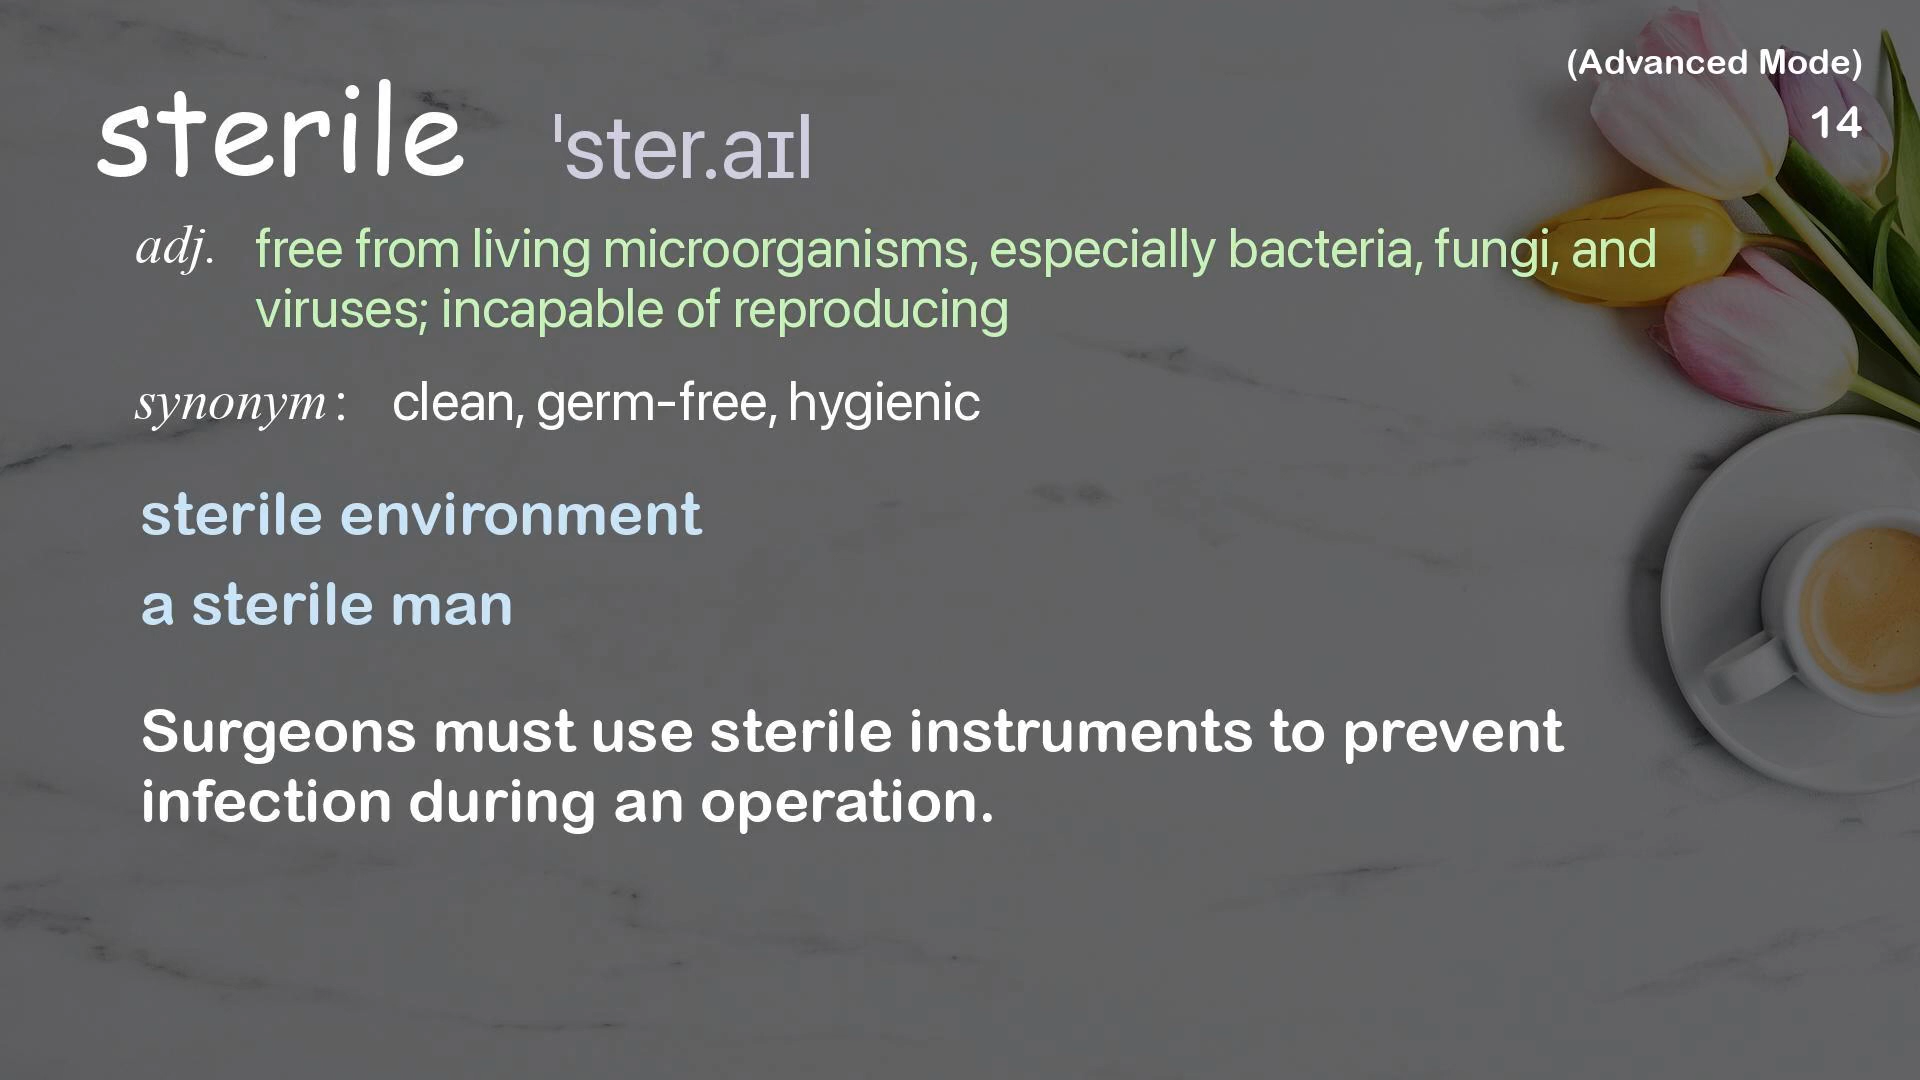 (Advanced Mode)
14
sterile ˈster.aɪl
adj. free from living microorganisms, especially bacteria, fungi, and
viruses; incapable of reproducing
synonym: clean, germ-free, hygienic
sterile environment
a sterile man
Surgeons must use sterile instruments to prevent
infection during an operation.